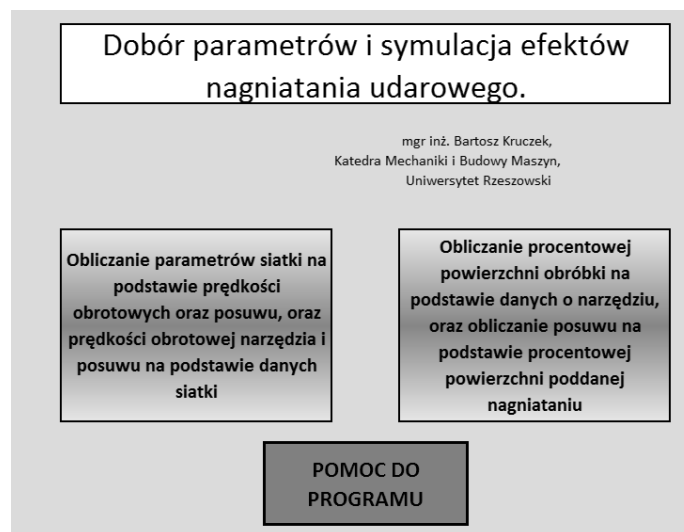 Dobór parametrów i symulacja efektów
nagniatania udarowego.
mgr inż. Bartosz Kruczek,
Katedra Mechaniki i Budowy Maszyn,
Uniwersytet Rzeszowski
Obliczanie parametrów siatki na
podstawie prędkości
obrotowych oraz posuwu, oraz
prędkości obrotowej narzędzia i
posuwu na podstawie danych
siatki
Obliczanie procentowej
powierzchni obróbki na
podstawie danych o narzędziu,
oraz obliczanie posuwu na
podstawie procentowej
powierzchni poddanej
nagniataniu
POMOC DO
PROGRAMU